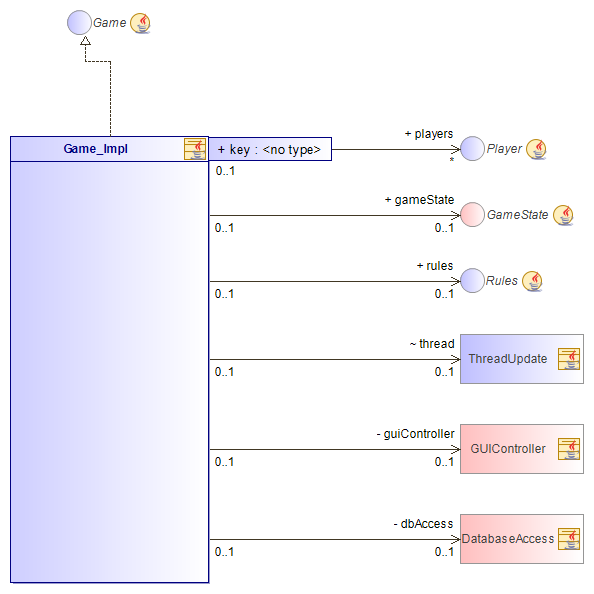 Game
Game_Impl
+ key : <no type>
+ players
0..1
*
Player
+ gameState
0..1
0..1
GameState
+ rules
0..1
0..1
Rules
~ thread
0..1
0..1
ThreadUpdate
- guiController
0..1
0..1
GUIController
- dbAccess
0..1
0..1
DatabaseAccess